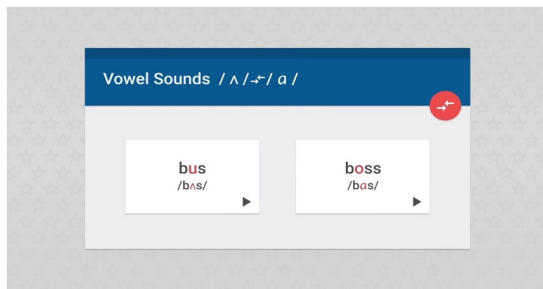 Vowel Sounds / ʌ /→←/ ɑ /
bus
/bʌs/
boss
/bɑs/